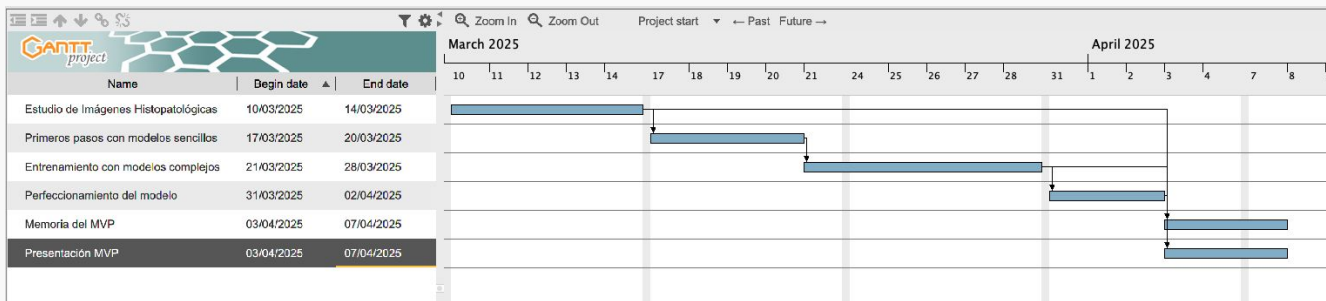 Zoom In Zoom Out Project start ▼ ← Past Future →
GANTT
project
March 2025 April 2025
10 11 12 13 14 17 18 19 20 21 24 25 26 27 28 31 1 2 3 4 7 8
Name Begin date End date
Estudio de Imágenes Histopatológicas 10/03/2025 14/03/2025
Primeros pasos con modelos sencillos 17/03/2025 20/03/2025
Entrenamiento con modelos complejos 21/03/2025 28/03/2025
Perfeccionamiento del modelo 31/03/2025 02/04/2025
Memoria del MVP 03/04/2025 07/04/2025
Presentación MVP 03/04/2025 07/04/2025